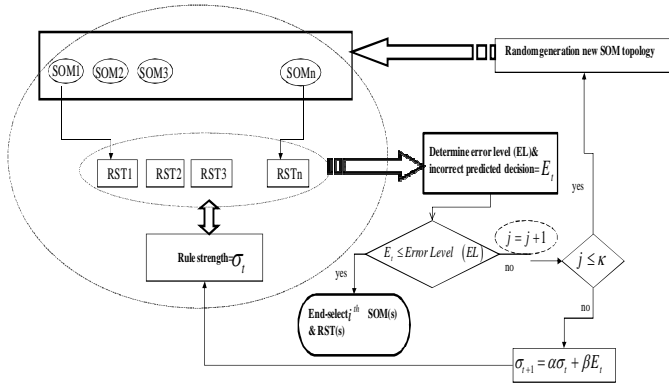 SOM1 SOM2 SOM3 SOMn
Random generation new SOM topology
RST1 RST2 RST3 RSTn
Determine error level (EL)&
incorrect predicted decision= E_t
yes
Rule strength=σ_t
E_t ≤ Error Level (EL)
j = j+1
no
j ≤ κ
yes
End-select i^th SOM(s)
& RST(s)
no
σ_{t+1} = ασ_t + βE_t